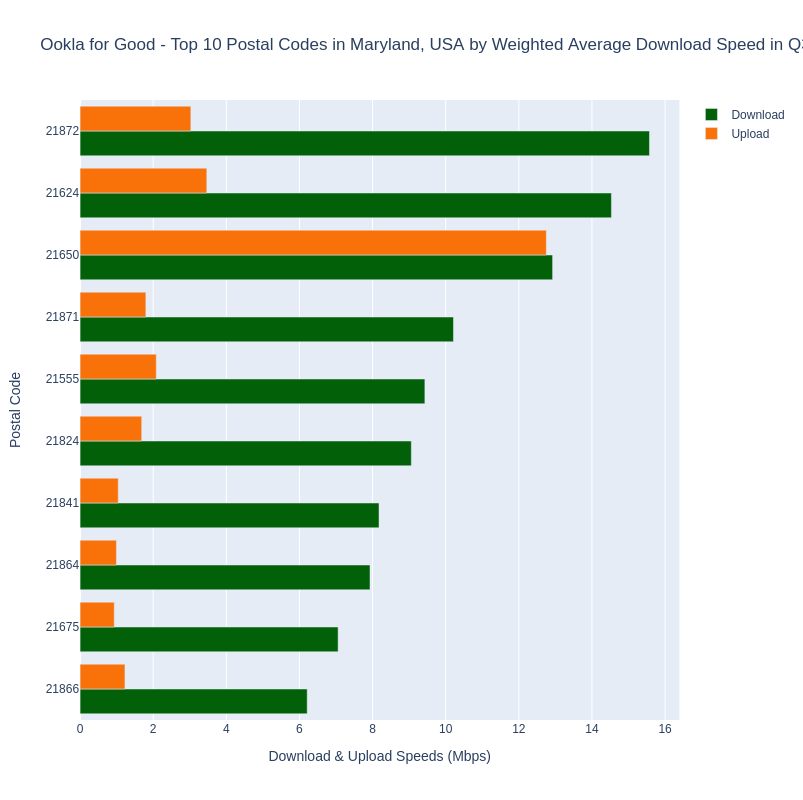 Ookla for Good - Top 10 Postal Codes in Maryland, USA by Weighted Average Download Speed in Q
Download
Upload
21872
21624
21650
21871
21555
21824
21841
21864
21675
21866
Postal Code
0 2 4 6 8 10 12 14 16
Download & Upload Speeds (Mbps)